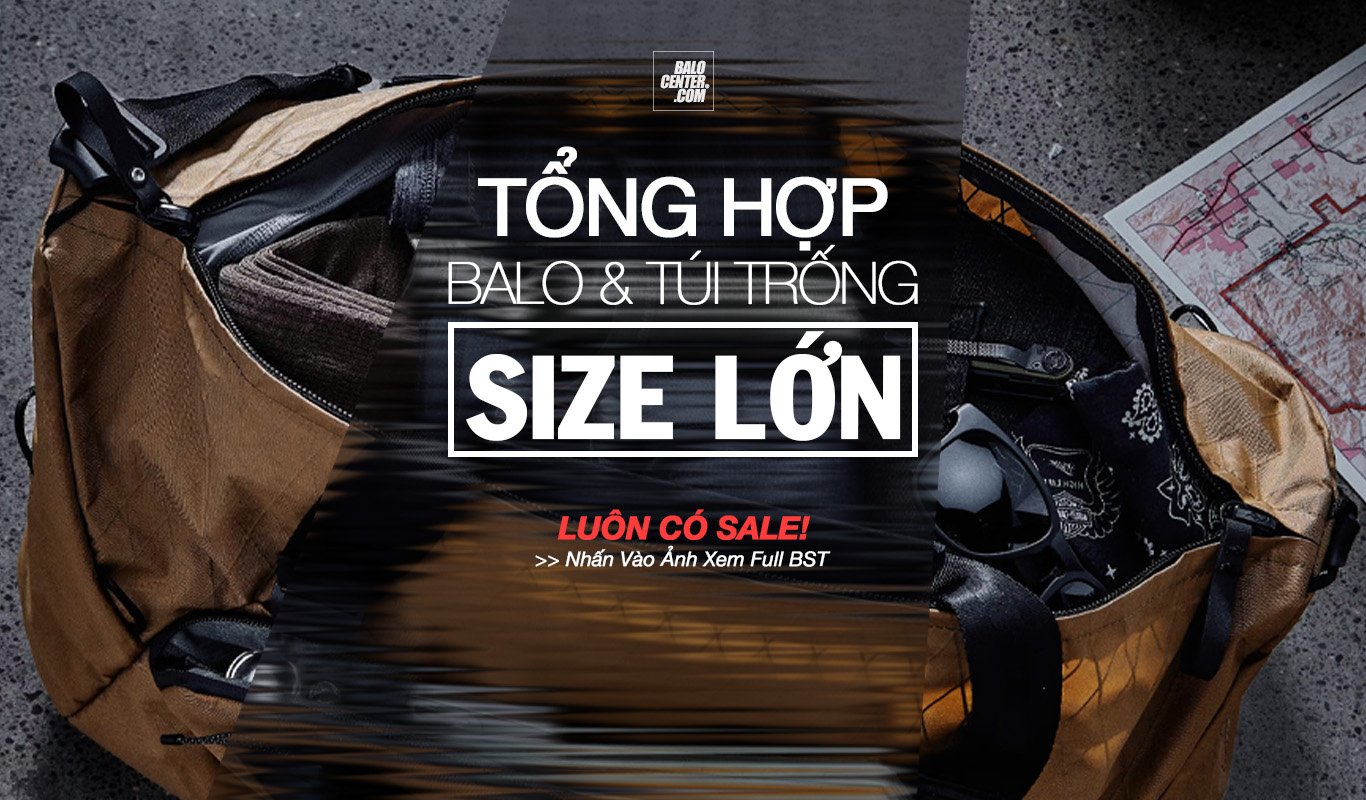 BALO
CENTER®
.COM
TỔNG HỢP
BALO & TÚI TRỐNG
SIZE LỚN
LUÔN CÓ SALE!
>> Nhấn Vào Ảnh Xem Full BST